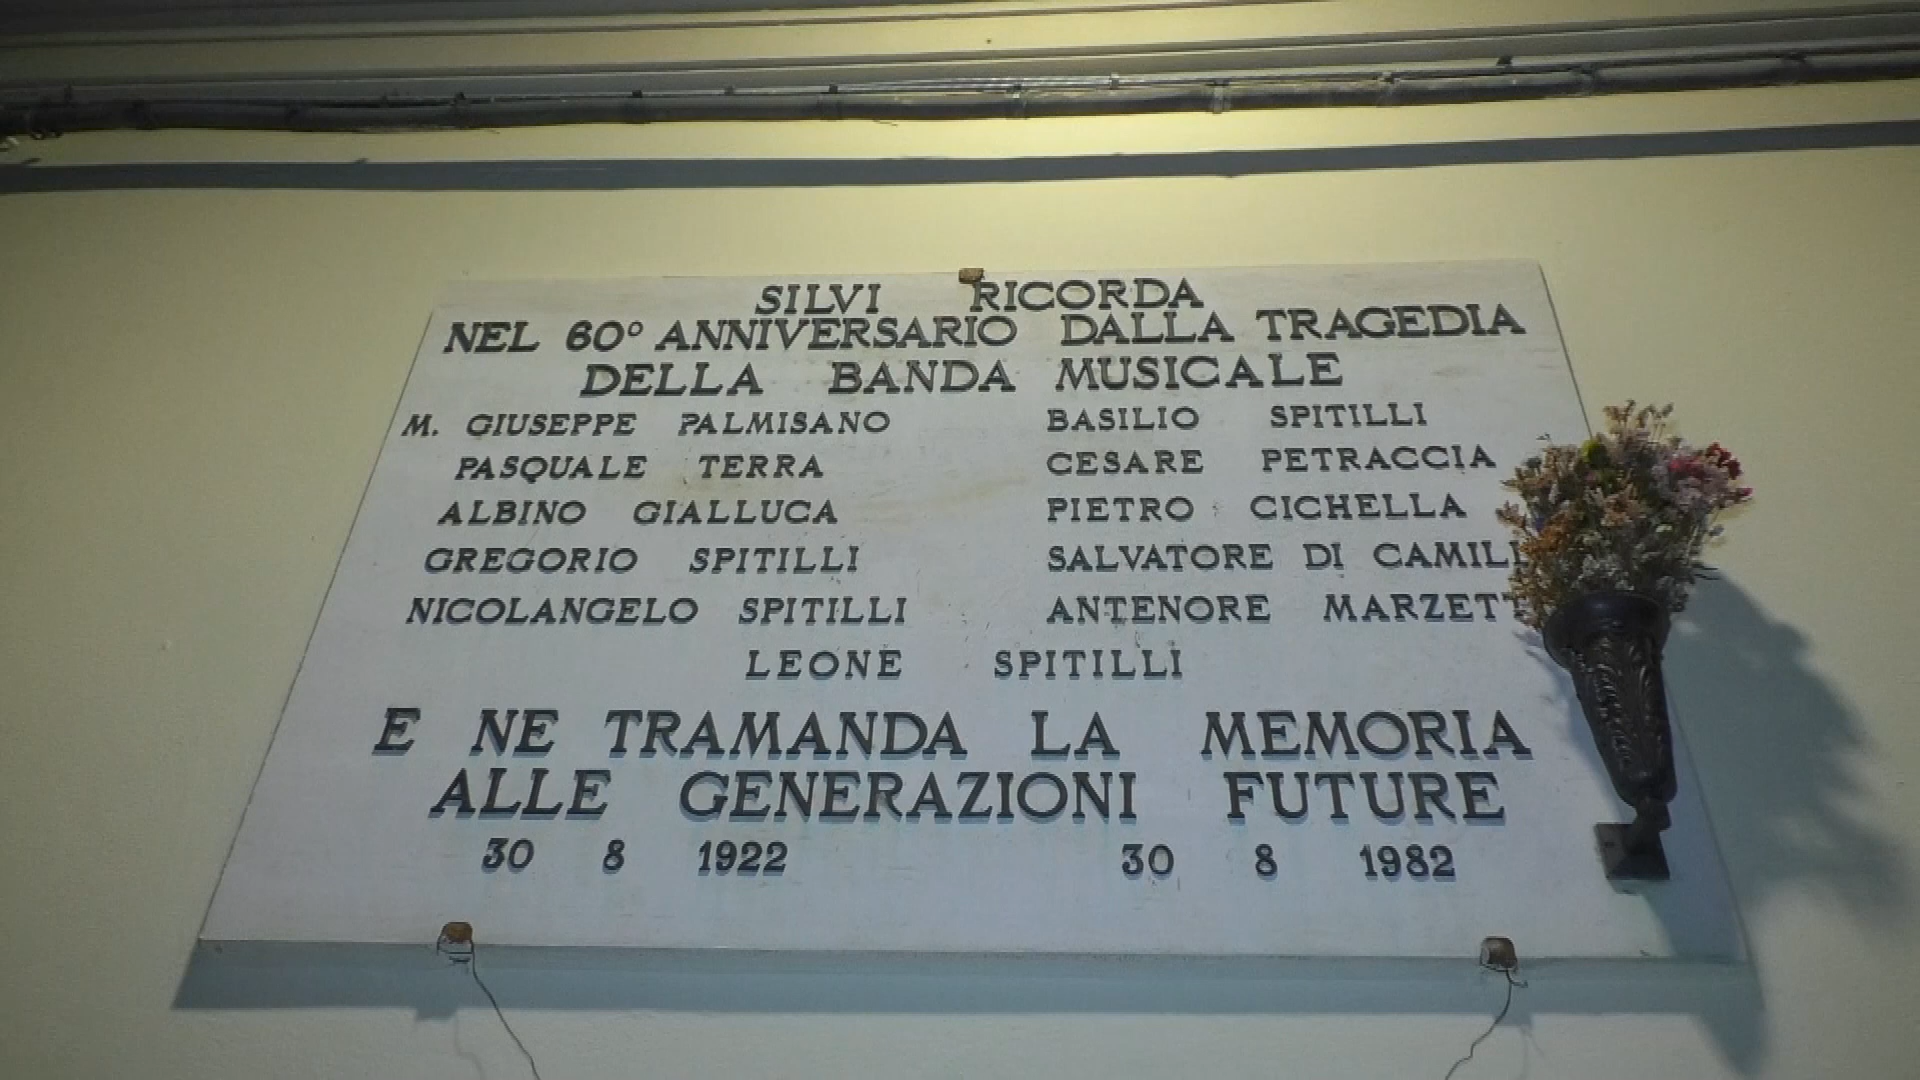 SILVI RICORDA
NEL 60° ANNIVERSARIO DALLA TRAGEDIA
DELLA BANDA MUSICALE
M. GIUSEPPE PALMISANO BASILIO SPITILLI
PASQUALE TERRA CESARE PETRACCIA
ALBINO GIALLUCA PIETRO CICHELLA
GREGORIO SPITILLI SALVATORE DI
NICOLANGELO SPITILLI ANTENORE
LEONE SPITILLI
E NE TRAMANDA LA MEMORIA
ALLE GENERAZIONI FUTURE
30 8 1922 30 8 1982